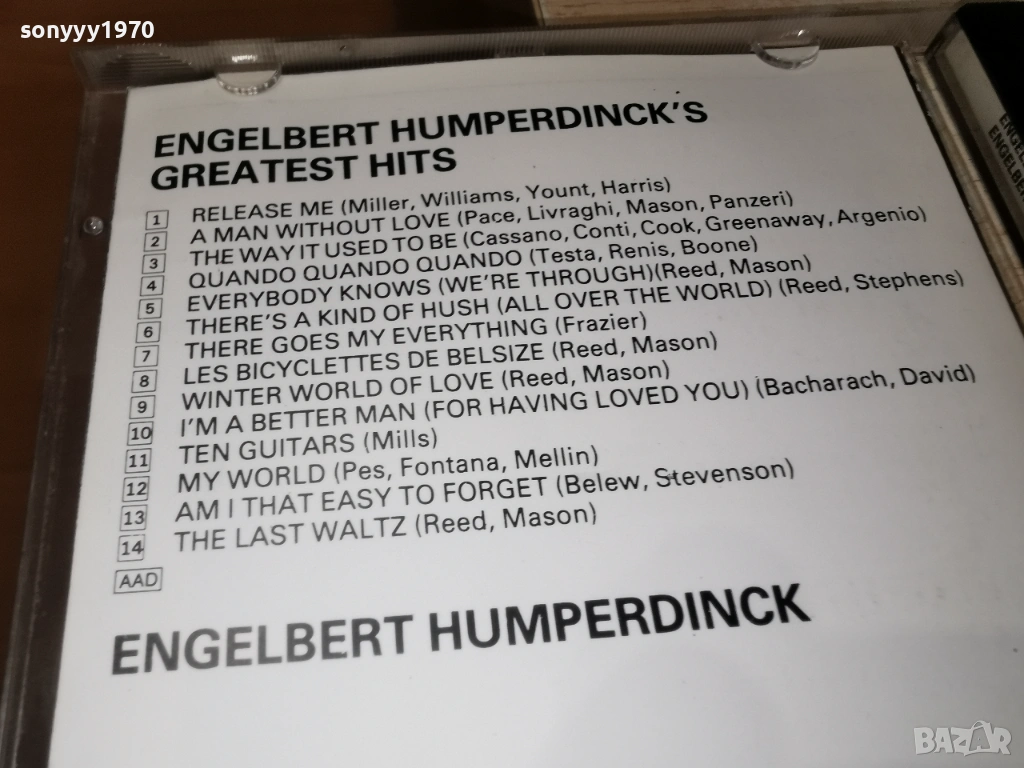 sonyyy1970
ENGELBERT HUMPERDINCK'S
GREATEST HITS
1 RELEASE ME (Miller, Williams, Yount, Harris)
2 A MAN WITHOUT LOVE (Pace, Livraghi, Mason, Panzeri)
3 THE WAY IT USED TO BE (Cassano, Conti, Cook, Greenaway, Argenio)
4 QUANDO QUANDO QUANDO (Testa, Renis, Boone)
5 EVERYBODY KNOWS (WE'RE THROUGH)(Reed, Mason)
6 THERE'S A KIND OF HUSH (ALL OVER THE WORLD) (Reed, Stephens)
7 THERE GOES MY EVERYTHING (Frazier)
8 LES BICYCLETTES DE BELSIZE (Reed, Mason)
9 WINTER WORLD OF LOVE (Reed, Mason)
10 I'M A BETTER MAN (FOR HAVING LOVED YOU) (Bacharach, David)
11 TEN GUITARS (Mills)
12 MY WORLD (Pes, Fontana, Mellin)
13 AM I THAT EASY TO FORGET (Belew, Stevenson)
14 THE LAST WALTZ (Reed, Mason)
AAD
ENGELBERT HUMPERDINCK
BAZAR